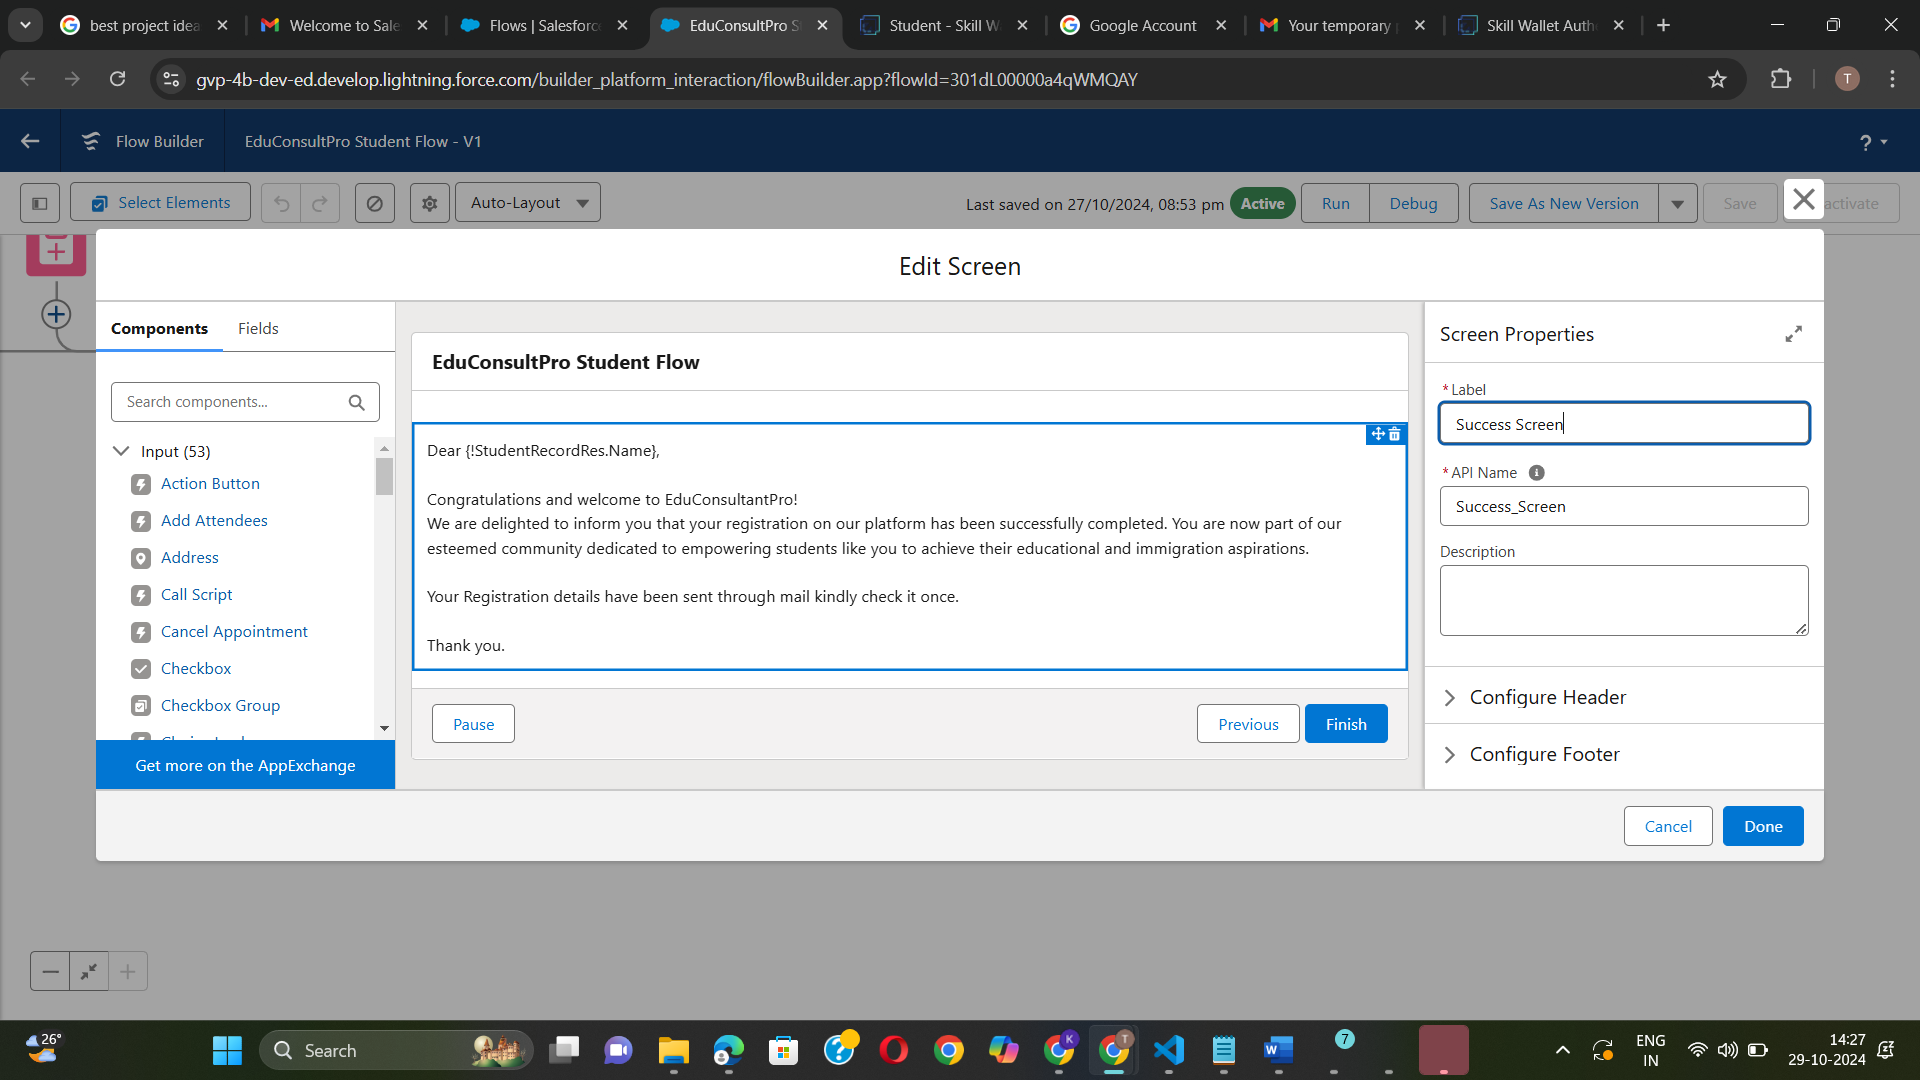 best project idea
Welcome to Sale
Flows | Salesforc
EduConsultPro S
Student - Skill W
Google Account
Your temporary
Skill Wallet Auth
gvp-4b-dev-ed.develop.lightning.force.com/builder_platform_interaction/flowBuilder.app?flowId=301dL00000a4qWMQAY
T
Flow Builder
EduConsultPro Student Flow - V1
?
Select Elements
Auto-Layout
Last saved on 27/10/2024, 08:53 pm
Active
Run
Debug
Save As New Version
Save
activate
Edit Screen
Components
Fields
Search components...
Input (53)
Action Button
Add Attendees
Address
Call Script
Cancel Appointment
Checkbox
Checkbox Group
Get more on the AppExchange
EduConsultPro Student Flow
Dear {!StudentRecordRes.Name},
Congratulations and welcome to EduConsultantPro!
We are delighted to inform you that your registration on our platform has been successfully completed. You are now part of our
esteemed community dedicated to empowering students like you to achieve their educational and immigration aspirations.
Your Registration details have been sent through mail kindly check it once.
Thank you.
Pause
Previous
Finish
Screen Properties
* Label
Success Screen
* API Name
Success_Screen
Description
Configure Header
Configure Footer
Cancel
Done
26°
Search
K
T
7
ENG
IN
14:27
29-10-2024